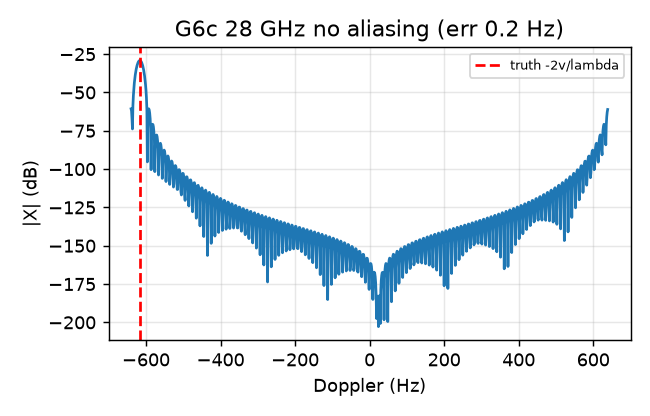 G6c 28 GHz no aliasing (err 0.2 Hz)
truth -2v/lambda
|X| (dB)
−25
−50
−75
−100
−125
−150
−175
−200
−600 −400 −200 0 200 400 600
Doppler (Hz)